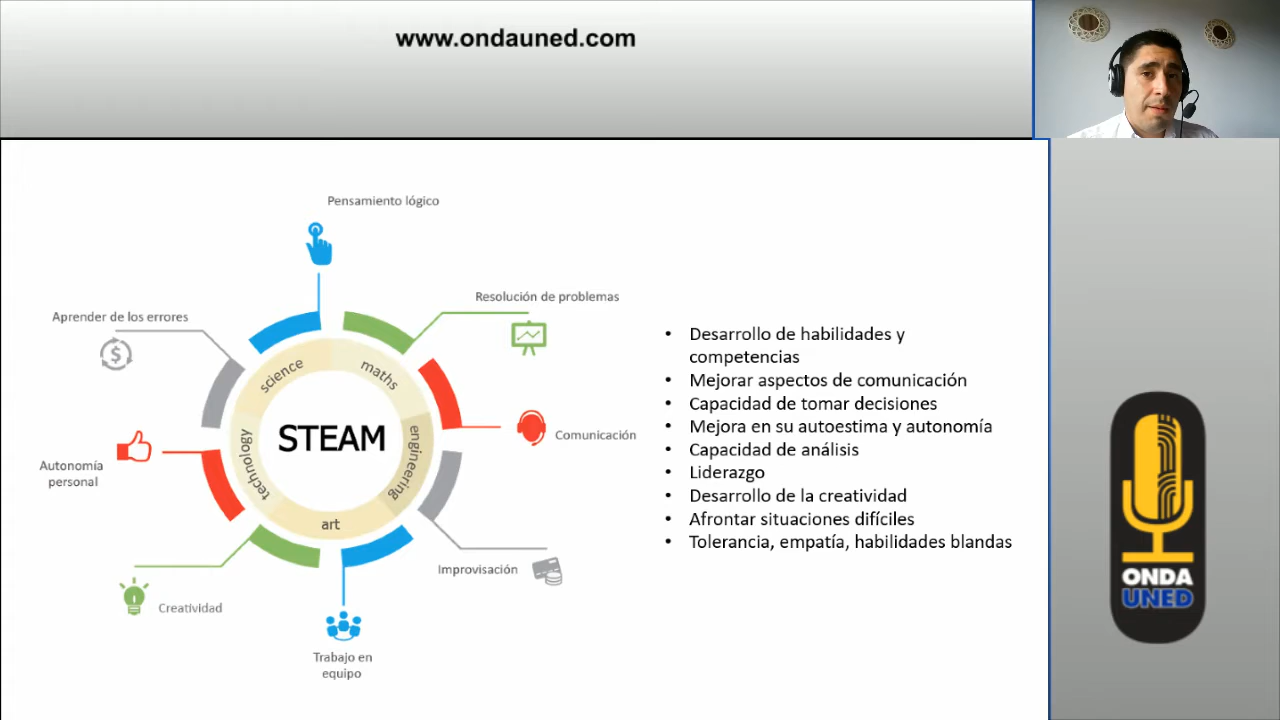 www.ondauned.com
Pensamiento lógico
Resolución de problemas
Aprender de los errores
science
maths
STEAM
technology
engineering
art
Comunicación
Autonomía
personal
Improvisación
Creatividad
Trabajo en
equipo
• Desarrollo de habilidades y
competencias
• Mejorar aspectos de comunicación
• Capacidad de tomar decisiones
• Mejora en su autoestima y autonomía
• Capacidad de análisis
• Liderazgo
• Desarrollo de la creatividad
• Afrontar situaciones difíciles
• Tolerancia, empatía, habilidades blandas
$
ONDA
UNED